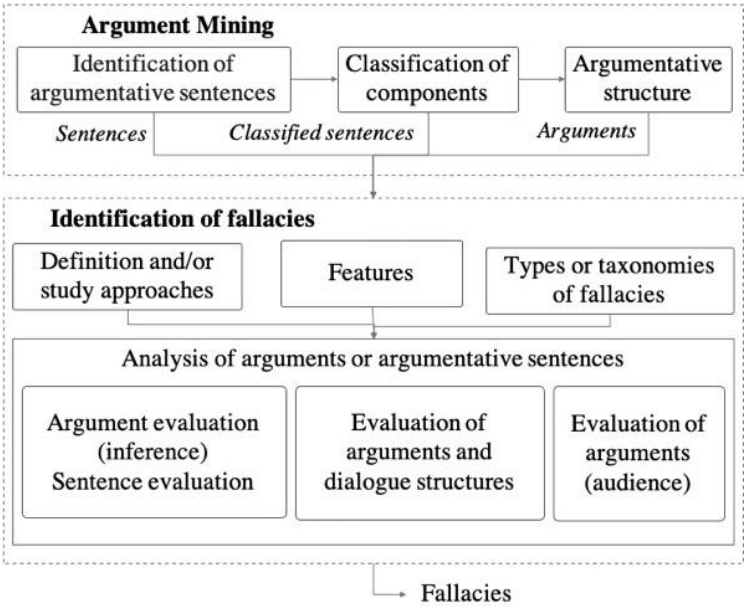 Argument Mining
Identification of
argumentative sentences
Classification of
components
Argumentative
structure
Sentences
Classified sentences
Arguments
Identification of fallacies
Definition and/or
study approaches
Features
Types or taxonomies
of fallacies
Analysis of arguments or argumentative sentences
Argument evaluation
(inference)
Sentence evaluation
Evaluation of
arguments and
dialogue structures
Evaluation of
arguments
(audience)
Fallacies